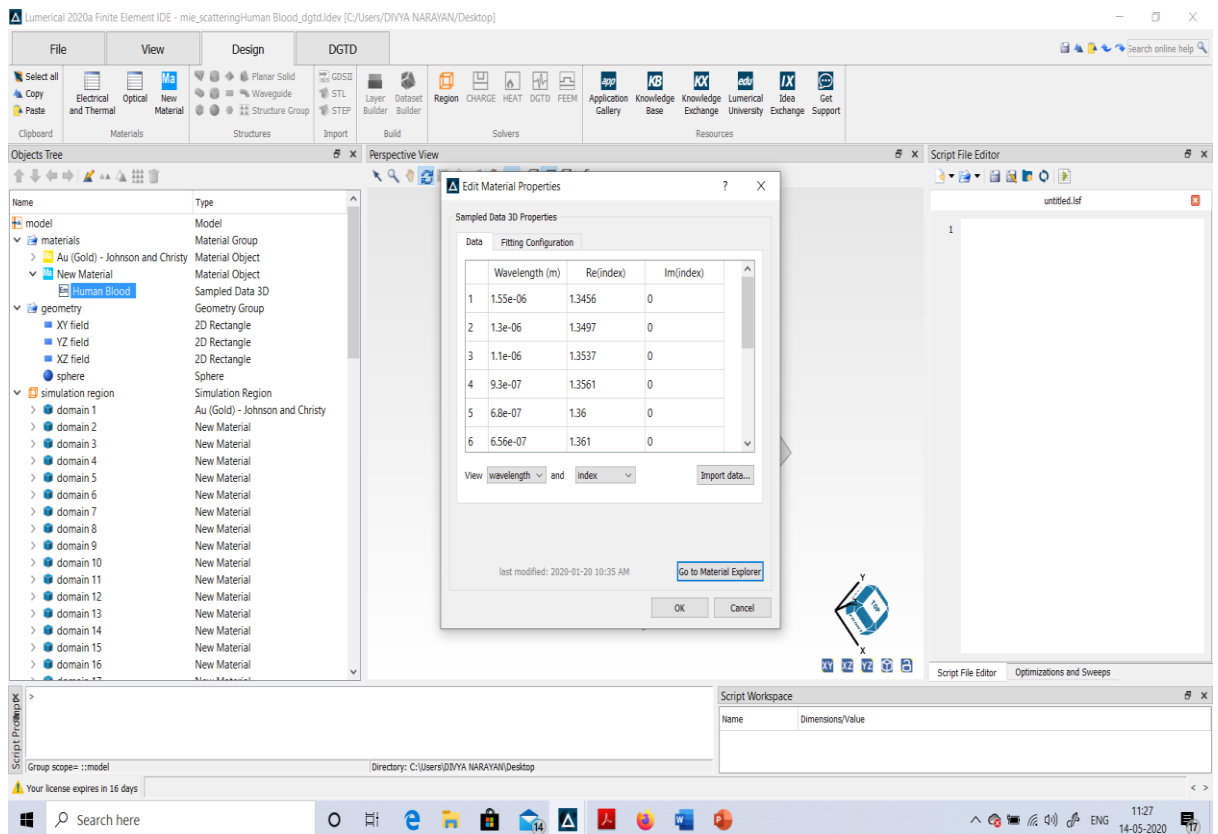 Lumerical 2020a Finite Element IDE - mie_scatteringHuman Blood_dgtd.ldev [C:/Users/DIVYA NARAYAN/Desktop]
File View Design DGTD Search online help
Select all
Copy
Paste
Clipboard
Electrical and Thermal
Optical
Ma
New Material
Materials
Planar Solid
Waveguide
Structure Group
Structures
GDSII
STL
STEP
Import
Layer Builder
Dataset Builder
Build
Region CHARGE HEAT DGTD FEEM
Solvers
app KB KX edu IX
Application Gallery
Knowledge Base
Knowledge Exchange
Lumerical University
Idea Exchange
Get Support
Resources
Objects Tree
Name Type
model Model
materials Material Group
Au (Gold) - Johnson and Christy Material Object
Ma New Material Material Object
Em Human Blood Sampled Data 3D
geometry Geometry Group
XY field 2D Rectangle
YZ field 2D Rectangle
XZ field 2D Rectangle
sphere Sphere
simulation region Simulation Region
domain 1 Au (Gold) - Johnson and Christy
domain 2 New Material
domain 3 New Material
domain 4 New Material
domain 5 New Material
domain 6 New Material
domain 7 New Material
domain 8 New Material
domain 9 New Material
domain 10 New Material
domain 11 New Material
domain 12 New Material
domain 13 New Material
domain 14 New Material
domain 15 New Material
domain 16 New Material
Perspective View
Edit Material Properties ? X
Sampled Data 3D Properties
Data Fitting Configuration
Wavelength (m) Re(index) Im(index)
1 1.55e-06 1.3456 0
2 1.3e-06 1.3497 0
3 1.1e-06 1.3537 0
4 9.3e-07 1.3561 0
5 6.8e-07 1.36 0
6 6.56e-07 1.361 0
View wavelength and index Import data...
last modified: 2020-01-20 10:35 AM Go to Material Explorer
OK Cancel
Y
TOP
X
XY XZ YZ
Script File Editor
untitled.lsf
1
Script File Editor Optimizations and Sweeps
Script Prompt
>
Group scope= ::model Directory: C:\Users\DIVYA NARAYAN\Desktop
Script Workspace
Name Dimensions/Value
Your license expires in 16 days
Search here
14
ENG
11:27
14-05-2020
17